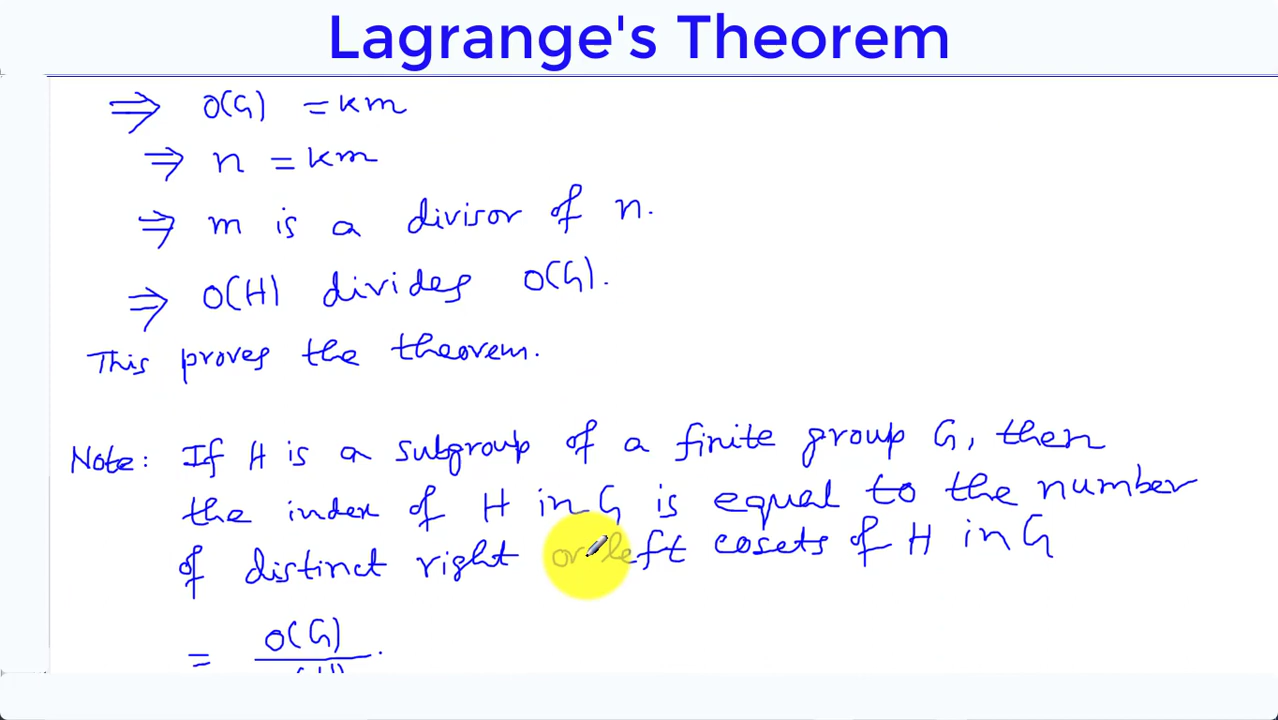 Lagrange's Theorem
⇒ O(G) = km
⇒ n = km
⇒ m is a divisor of n.
⇒ O(H) divides O(G).
This proves the theorem.
Note: If H is a subgroup of a finite group G, then
the index of H in G is equal to the number
of distinct right or left cosets of H in G
= O(G)